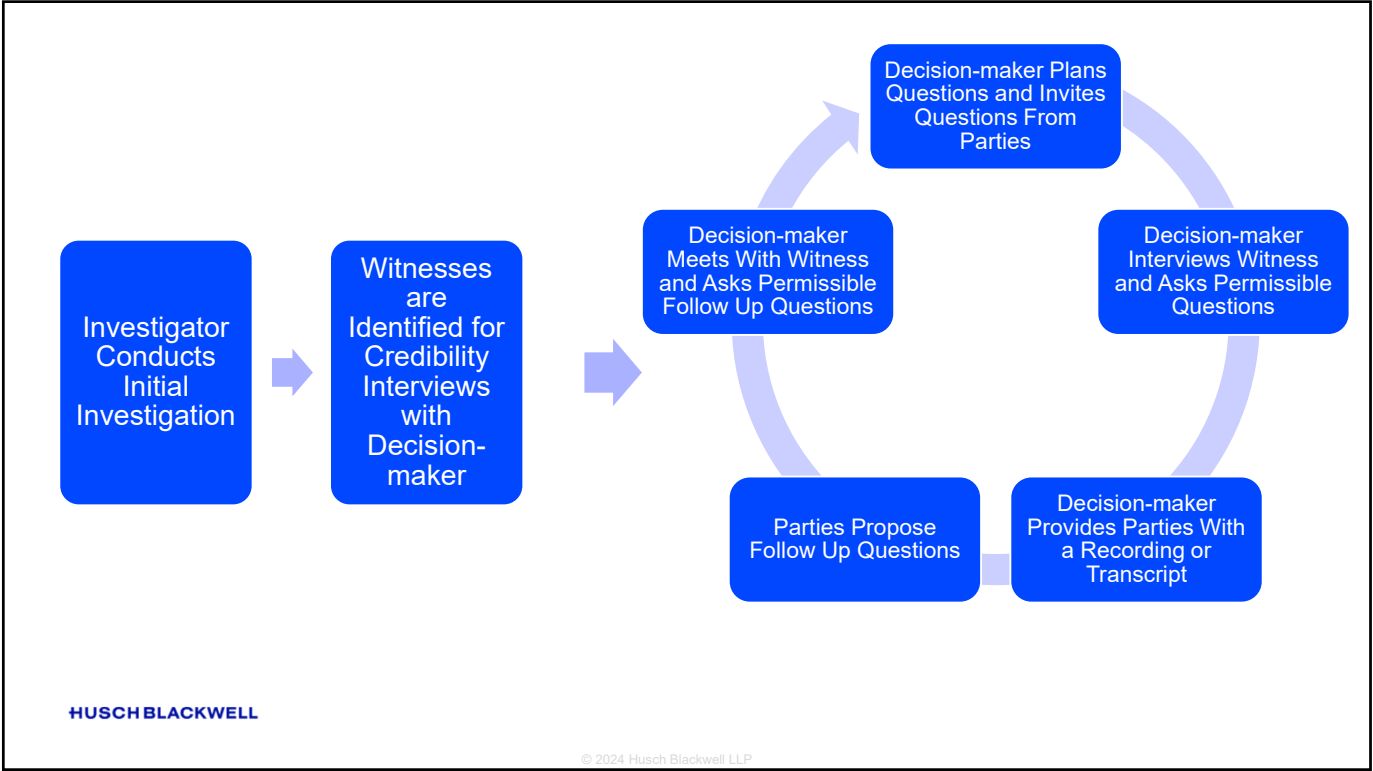 Investigator
Conducts
Initial
Investigation
Witnesses
are
Identified for
Credibility
Interviews
with
Decision-
maker
Decision-maker Plans
Questions and Invites
Questions From
Parties
Decision-maker
Interviews Witness
and Asks Permissible
Questions
Decision-maker
Provides Parties With
a Recording or
Transcript
Parties Propose
Follow Up Questions
Decision-maker
Meets With Witness
and Asks Permissible
Follow Up Questions
HUSCH BLACKWELL
© 2024 Husch Blackwell LLP